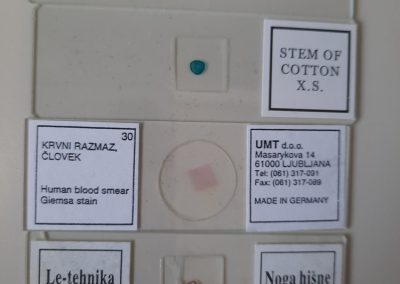 STEM OF
COTTON
X.S.
30
KRVNI RAZMAZ,
ČLOVEK
Human blood smear
Giemsa stain
UMT d.o.o.
Masarykova 14
61000 LJUBLJANA
Tel: (061) 317-091
Fax: (061) 317-089
MADE IN GERMANY
Le-tehnika
Noga hišne